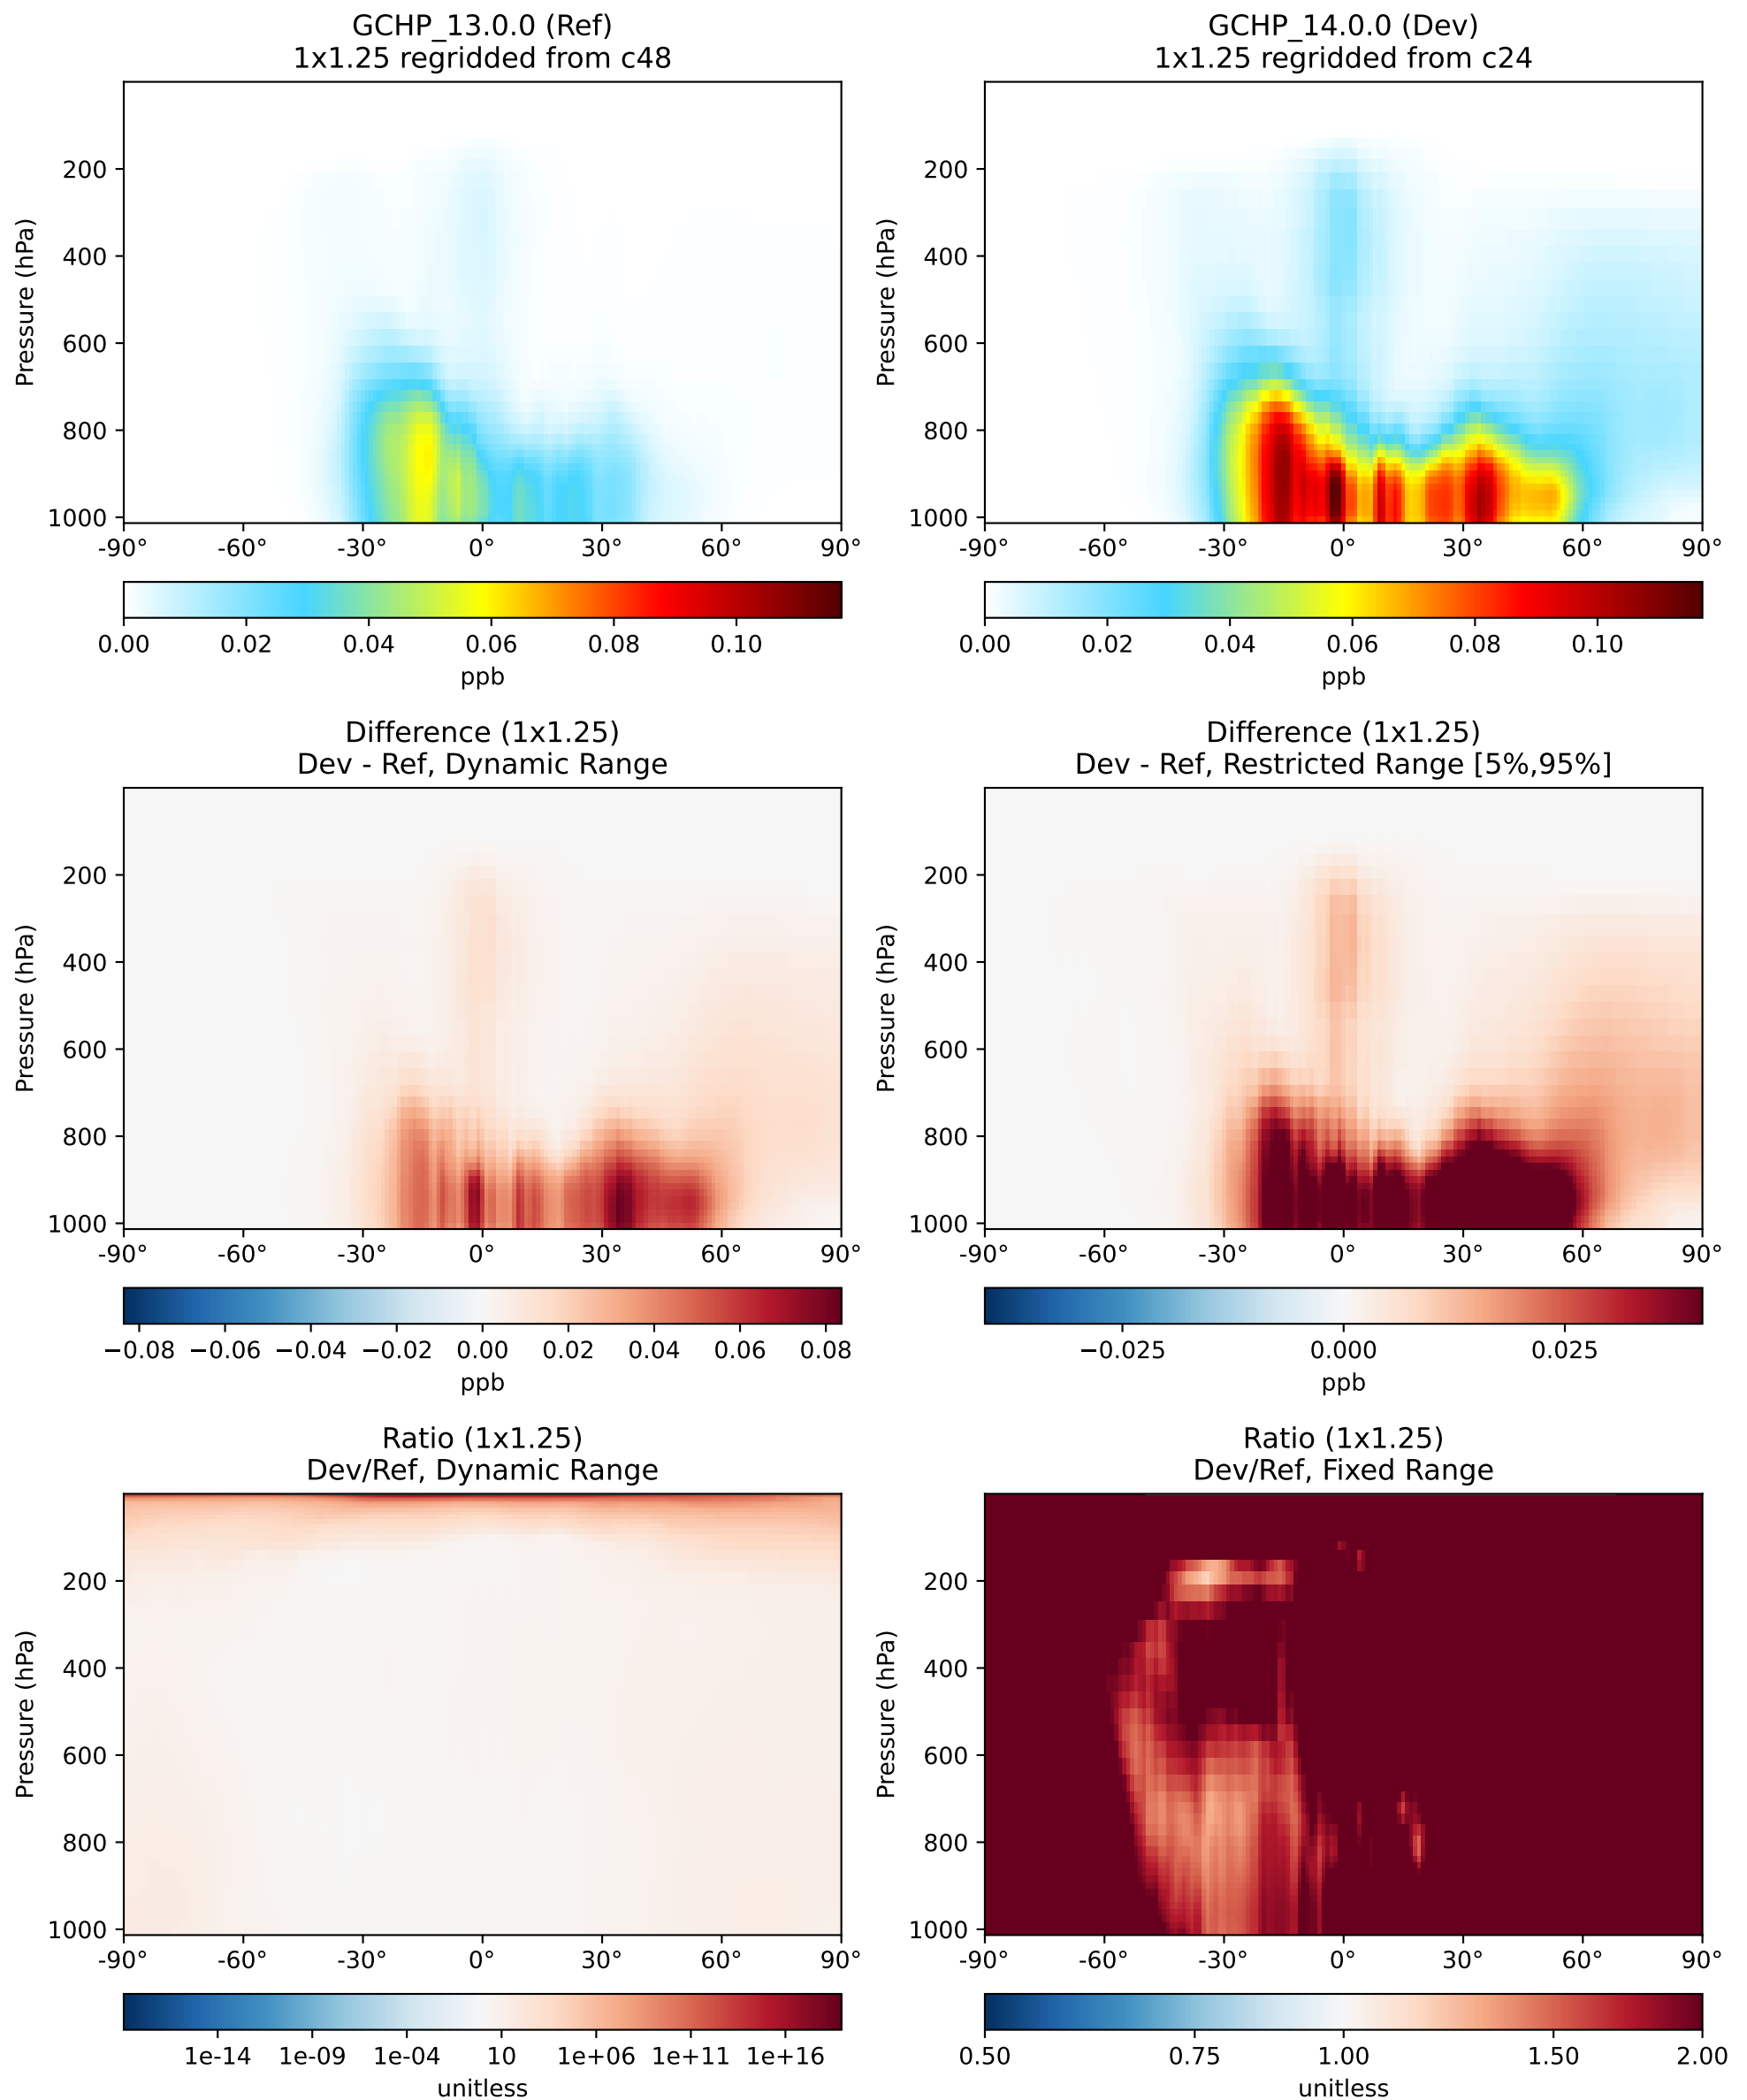 GCHP_13.0.0 (Ref)
1x1.25 regridded from c48
Pressure (hPa)
200
400
600
800
1000
-90° -60° -30° 0° 30° 60° 90°
0.00 0.02 0.04 0.06 0.08 0.10
ppb
GCHP_14.0.0 (Dev)
1x1.25 regridded from c24
Pressure (hPa)
200
400
600
800
1000
-90° -60° -30° 0° 30° 60° 90°
0.00 0.02 0.04 0.06 0.08 0.10
ppb
Difference (1x1.25)
Dev - Ref, Dynamic Range
Pressure (hPa)
200
400
600
800
1000
-90° -60° -30° 0° 30° 60° 90°
−0.08 −0.06 −0.04 −0.02 0.00 0.02 0.04 0.06 0.08
ppb
Difference (1x1.25)
Dev - Ref, Restricted Range [5%,95%]
Pressure (hPa)
200
400
600
800
1000
-90° -60° -30° 0° 30° 60° 90°
−0.025 0.000 0.025
ppb
Ratio (1x1.25)
Dev/Ref, Dynamic Range
Pressure (hPa)
200
400
600
800
1000
-90° -60° -30° 0° 30° 60° 90°
1e-14 1e-09 1e-04 10 1e+06 1e+11 1e+16
unitless
Ratio (1x1.25)
Dev/Ref, Fixed Range
Pressure (hPa)
200
400
600
800
1000
-90° -60° -30° 0° 30° 60° 90°
0.50 0.75 1.00 1.50 2.00
unitless